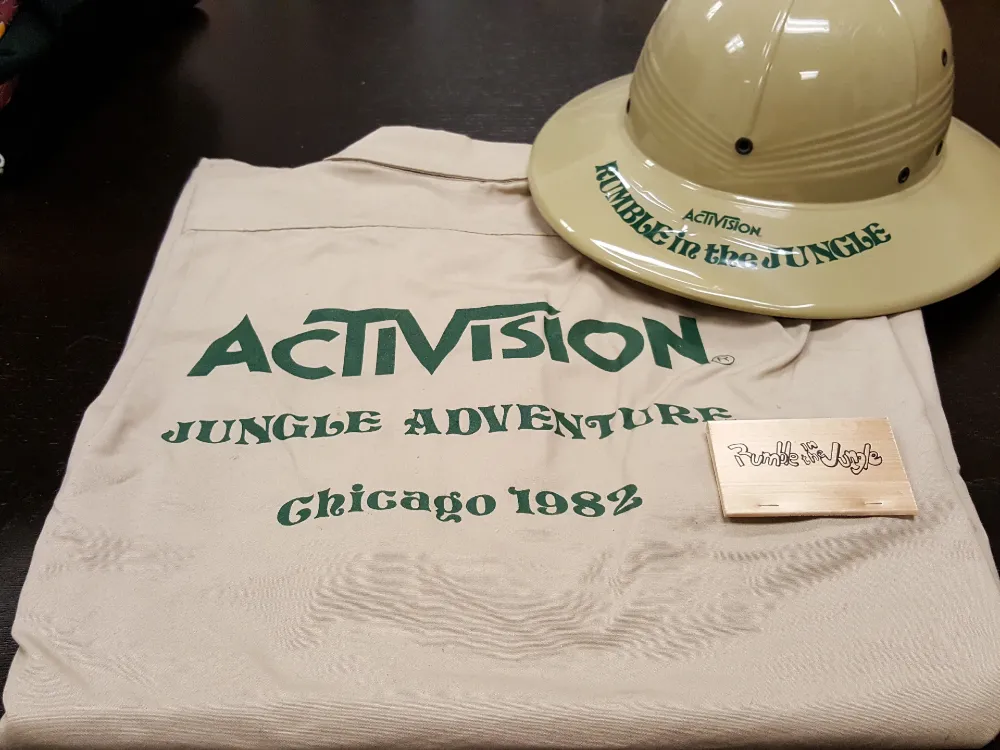 ACTIVISION
RUMBLE in the JUNGLE
ACTIVISION®
JUNGLE ADVENTURE
Chicago 1982
Rumble in the Jungle